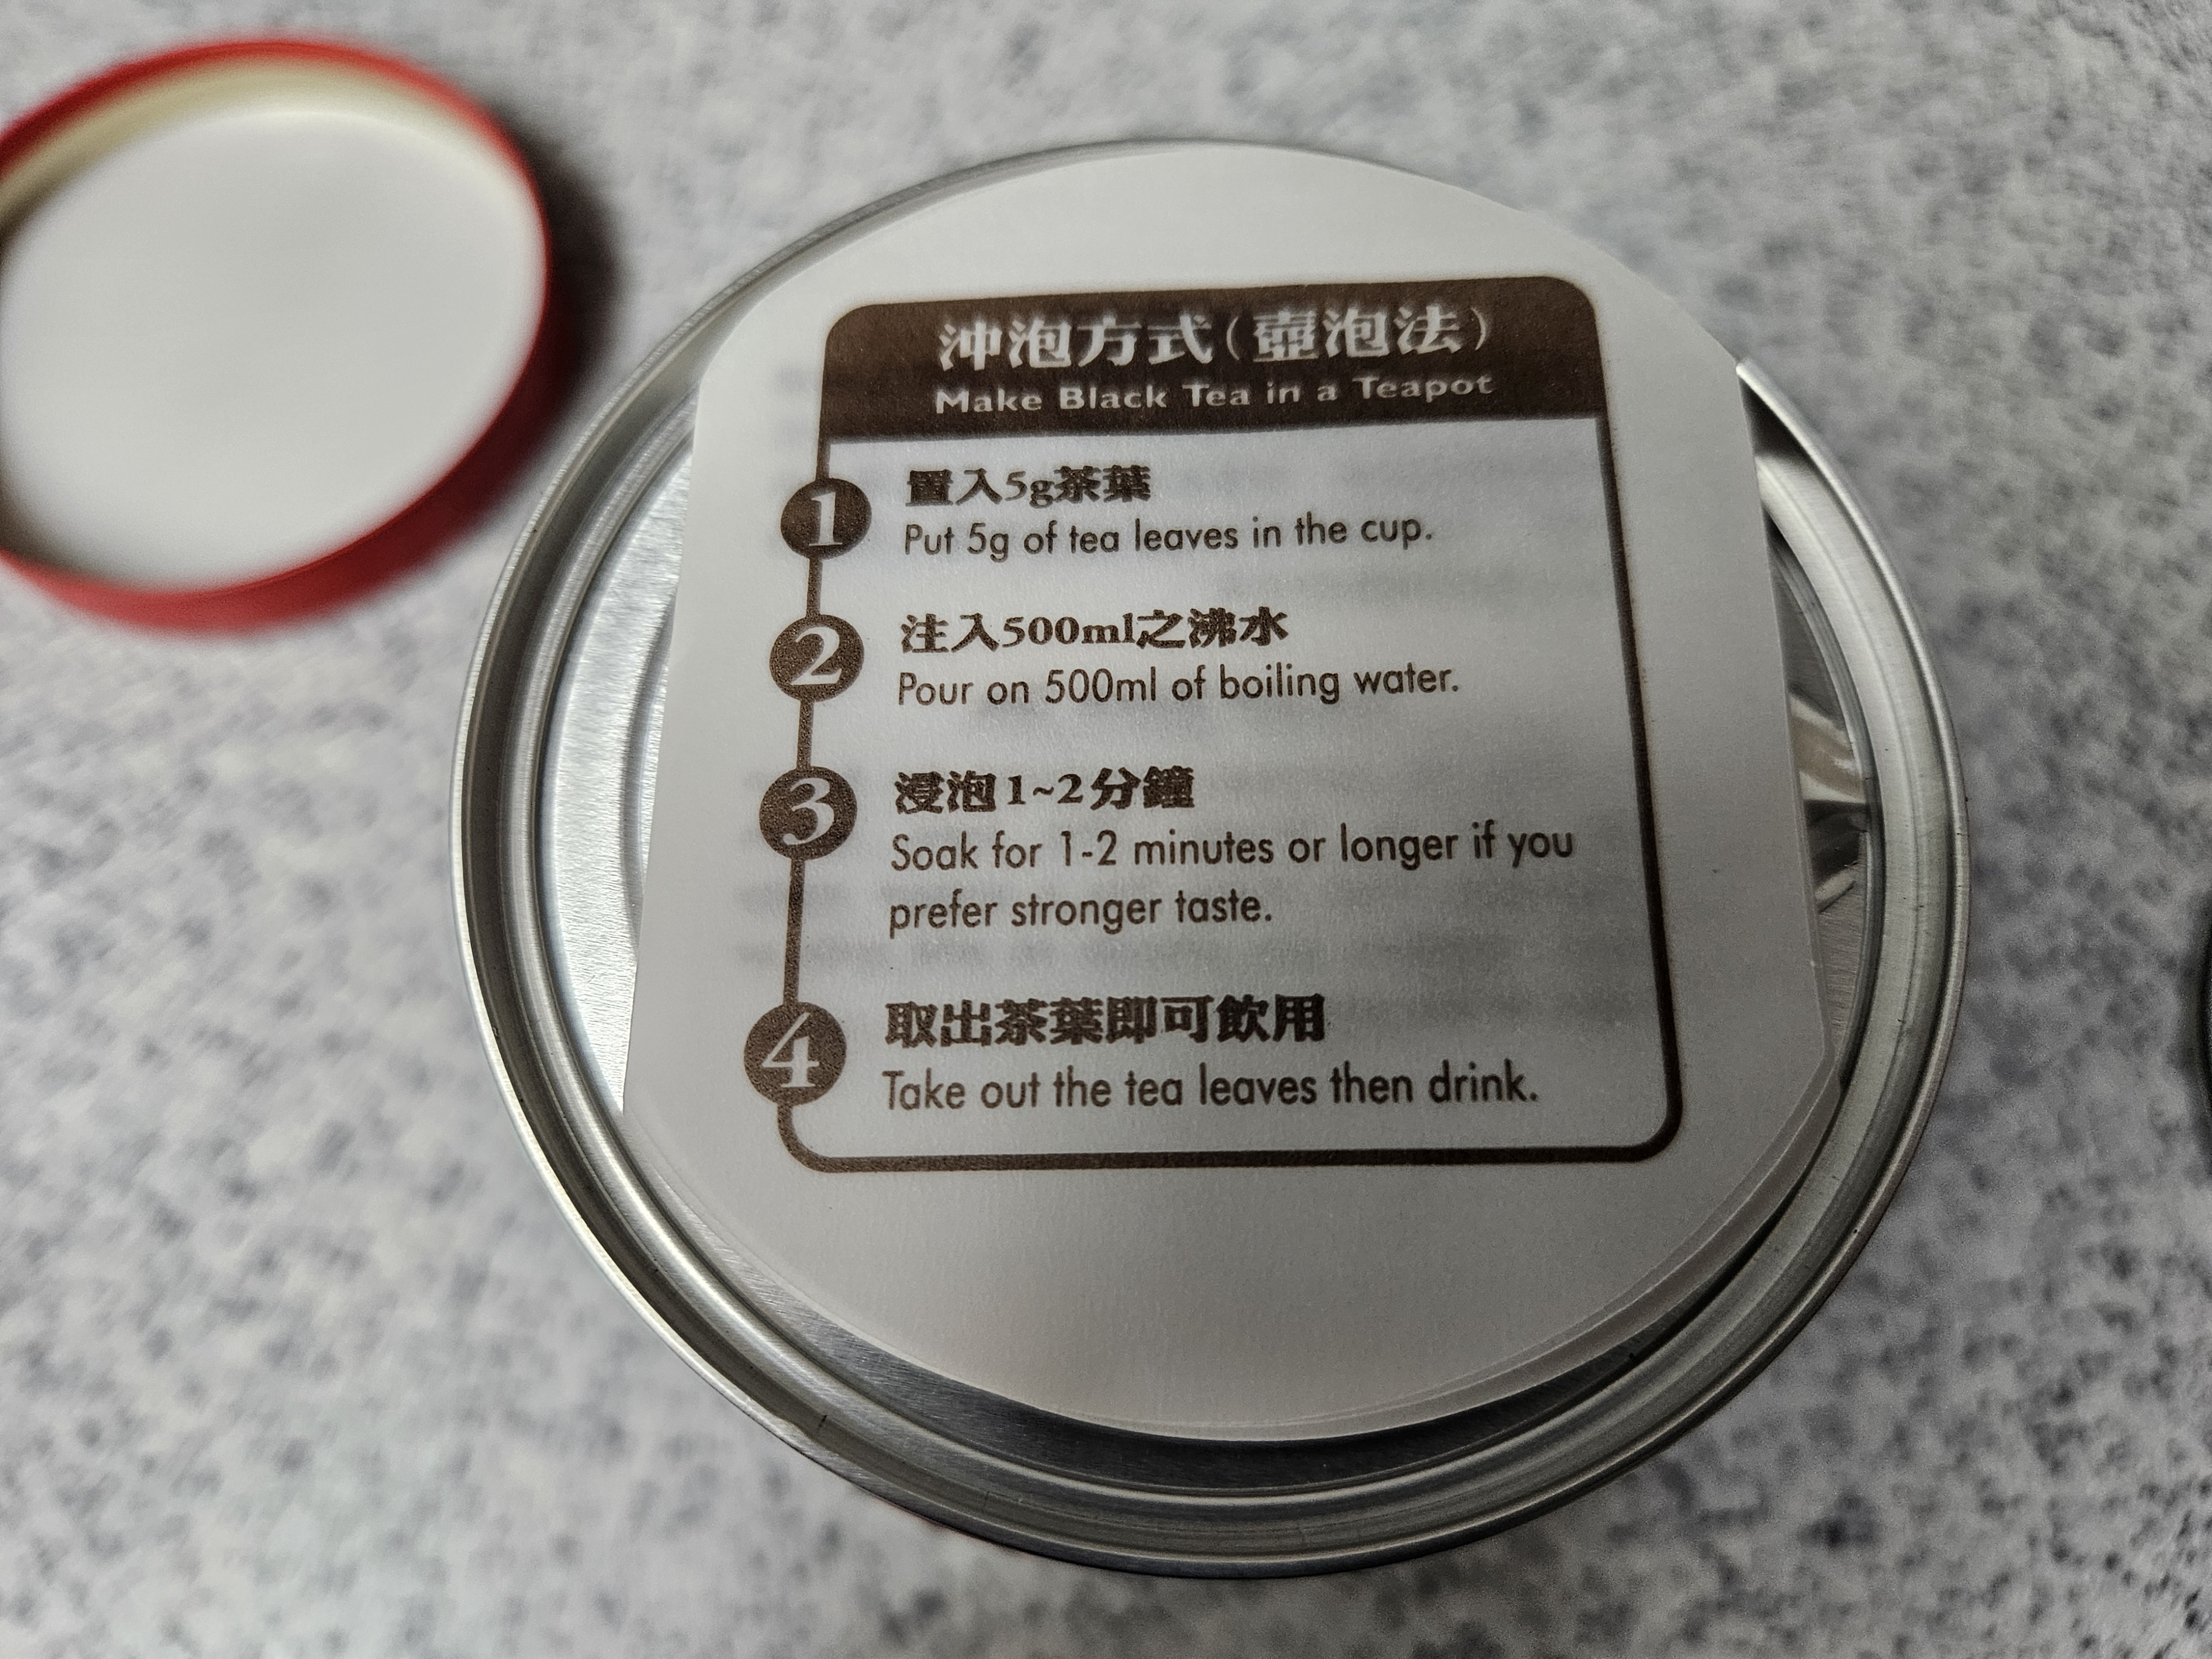 沖泡方式(壺泡法)
Make Black Tea in a Teapot
1
置入5g茶葉
Put 5g of tea leaves in the cup.
2
注入500ml之沸水
Pour on 500ml of boiling water.
3
浸泡1~2分鐘
Soak for 1-2 minutes or longer if you
prefer stronger taste.
4
取出茶葉即可飲用
Take out the tea leaves then drink.